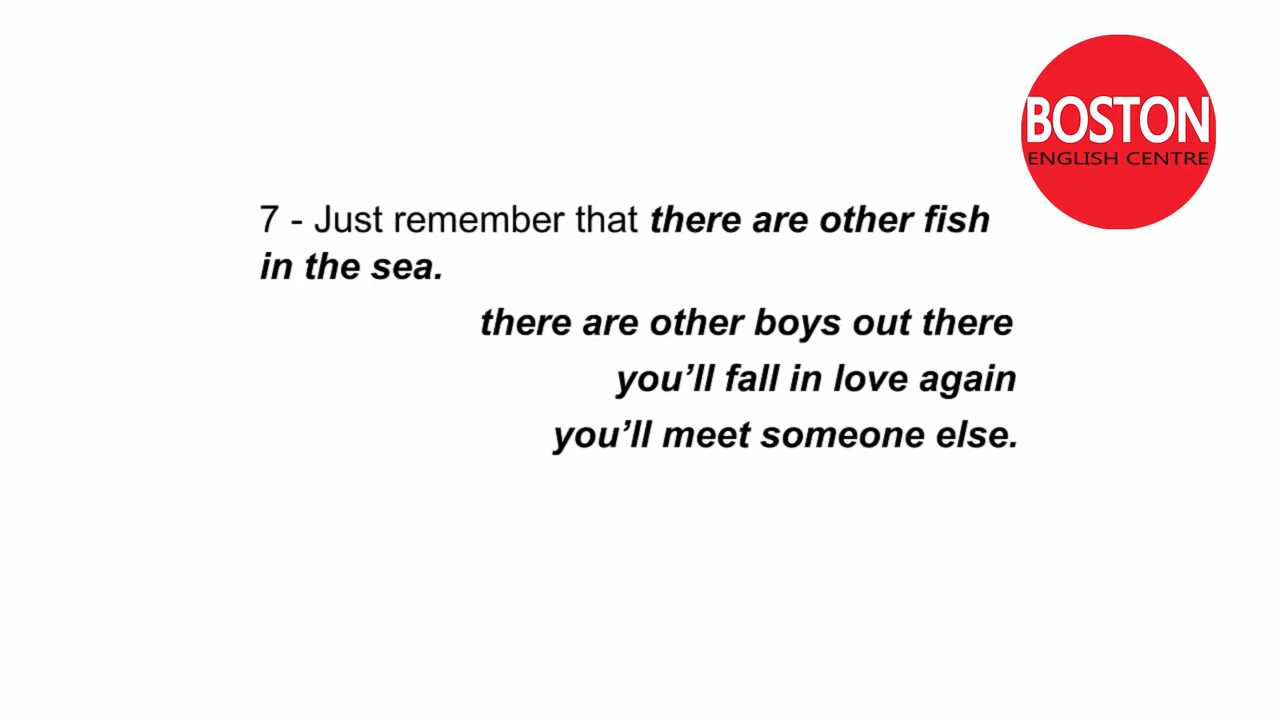 BOSTON
ENGLISH CENTRE
7 - Just remember that there are other fish
in the sea.
there are other boys out there
you’ll fall in love again
you’ll meet someone else.